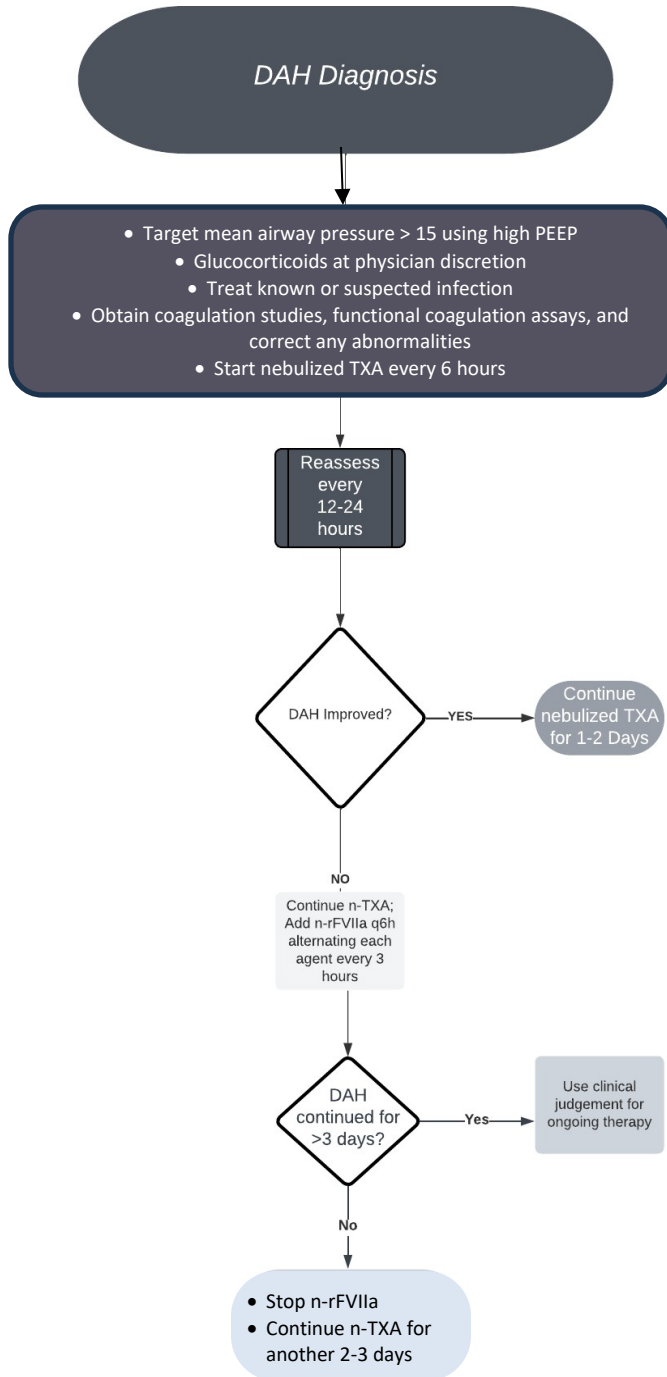 DAH Diagnosis
• Target mean airway pressure > 15 using high PEEP
• Glucocorticoids at physician discretion
• Treat known or suspected infection
• Obtain coagulation studies, functional coagulation assays, and
correct any abnormalities
• Start nebulized TXA every 6 hours
Reassess
every
12-24
hours
DAH Improved?
YES
Continue
nebulized TXA
for 1-2 Days
NO
Continue n-TXA;
Add n-rFVIIa q6h
alternating each
agent every 3
hours
DAH
continued for
>3 days?
Yes
Use clinical
judgement for
ongoing therapy
No
• Stop n-rFVIIa
• Continue n-TXA for
another 2-3 days